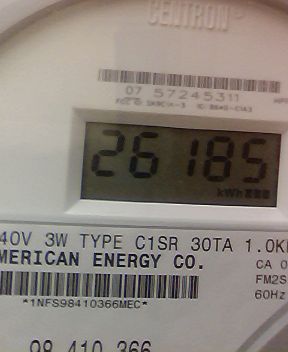 CENTRON®
07 57245311
26185
kWh
40V 3W TYPE C1SR 30TA 1.0K
MERICAN ENERGY CO.
CA 0
FM2S
*1NFS98410366MEC*
60Hz
98 410 366